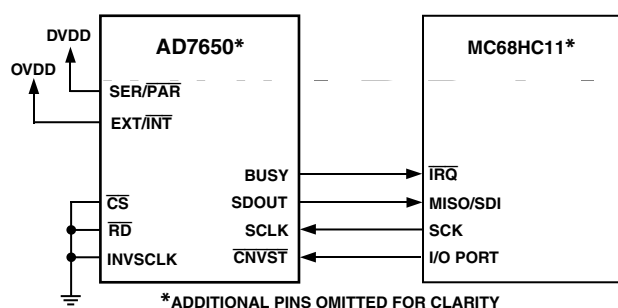 DVDD
AD7650*
MC68HC11*
OVDD
SER/PAR
EXT/INT
BUSY
IRQ
CS
SDOUT
MISO/SDI
RD
SCLK
SCK
INVSCLK
CNVST
I/O PORT
*ADDITIONAL PINS OMITTED FOR CLARITY